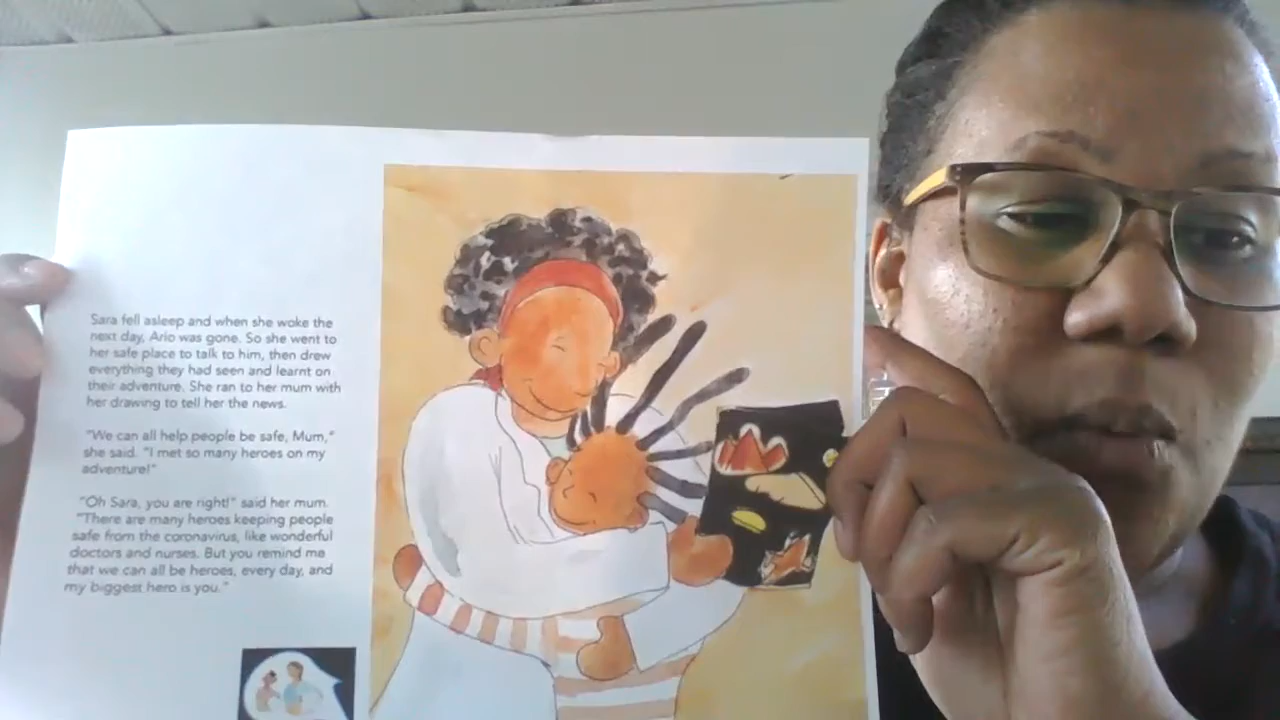 Sara fell asleep and when she woke the
next day, Ario was gone. So she went to
her safe place to talk to him, then drew
everything they had seen and learnt on
their adventure. She ran to her mum with
her drawing to tell her the news.
"We can all help people be safe, Mum,"
she said. "I met so many heroes on my
adventure!"
"Oh Sara, you are right!" said her mum.
"There are many heroes keeping people
safe from the coronavirus, like wonderful
doctors and nurses. But you remind me
that we can all be heroes, every day, and
my biggest hero is you."